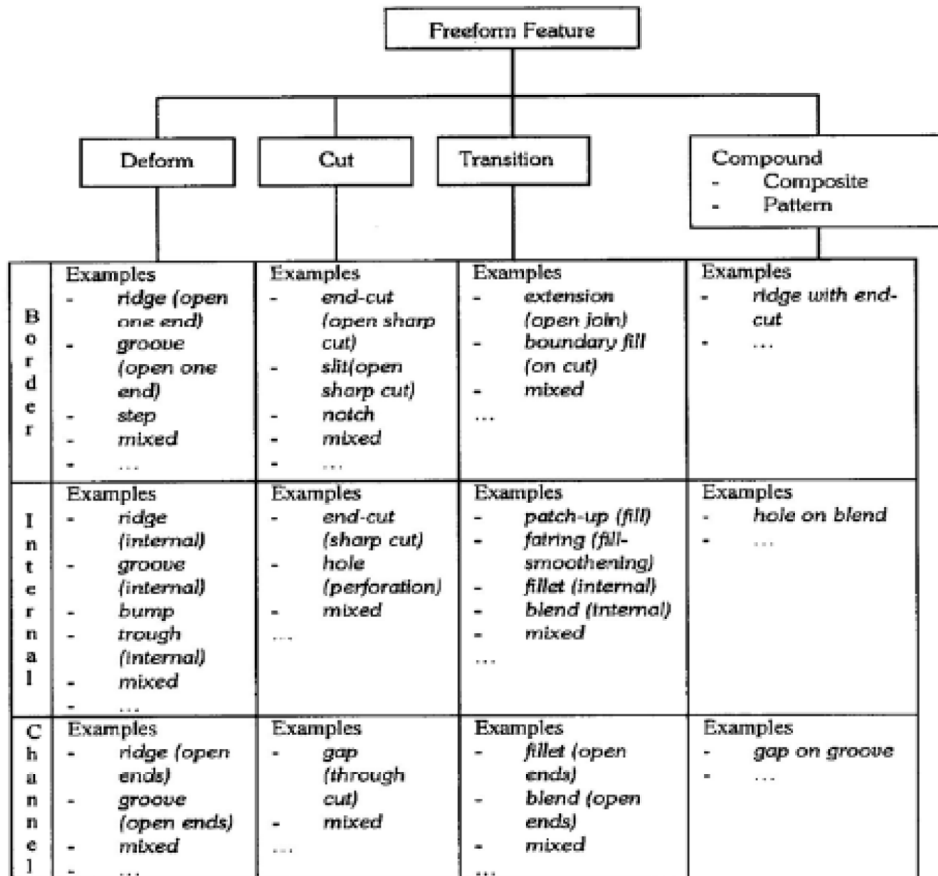 Freeform Feature
Deform
Cut
Transition
Compound
- Composite
- Pattern
Border
Examples
- ridge (open
one end)
- groove
(open one
end)
- step
- mixed
- ...
Examples
- end-cut
(open sharp
cut)
- slit(open
sharp cut)
- notch
- mixed
- ...
Examples
- extension
(open join)
- boundary fill
(on cut)
- mixed
...
Examples
- ridge with end-
cut
- ...
Internal
Examples
- ridge
(internal)
- groove
(internal)
- bump
- trough
(internal)
- mixed
- ...
Examples
- end-cut
(sharp cut)
- hole
(perforation)
- mixed
...
Examples
- patch-up (fill)
- fairing (fill-
smoothening)
- fillet (internal)
- blend (internal)
- mixed
...
Examples
- hole on blend
- ...
Channel
Examples
- ridge (open
ends)
- groove
(open ends)
- mixed
- ...
Examples
- gap
(through
cut)
- mixed
...
Examples
- fillet (open
ends)
- blend (open
ends)
- mixed
...
Examples
- gap on groove
- ...